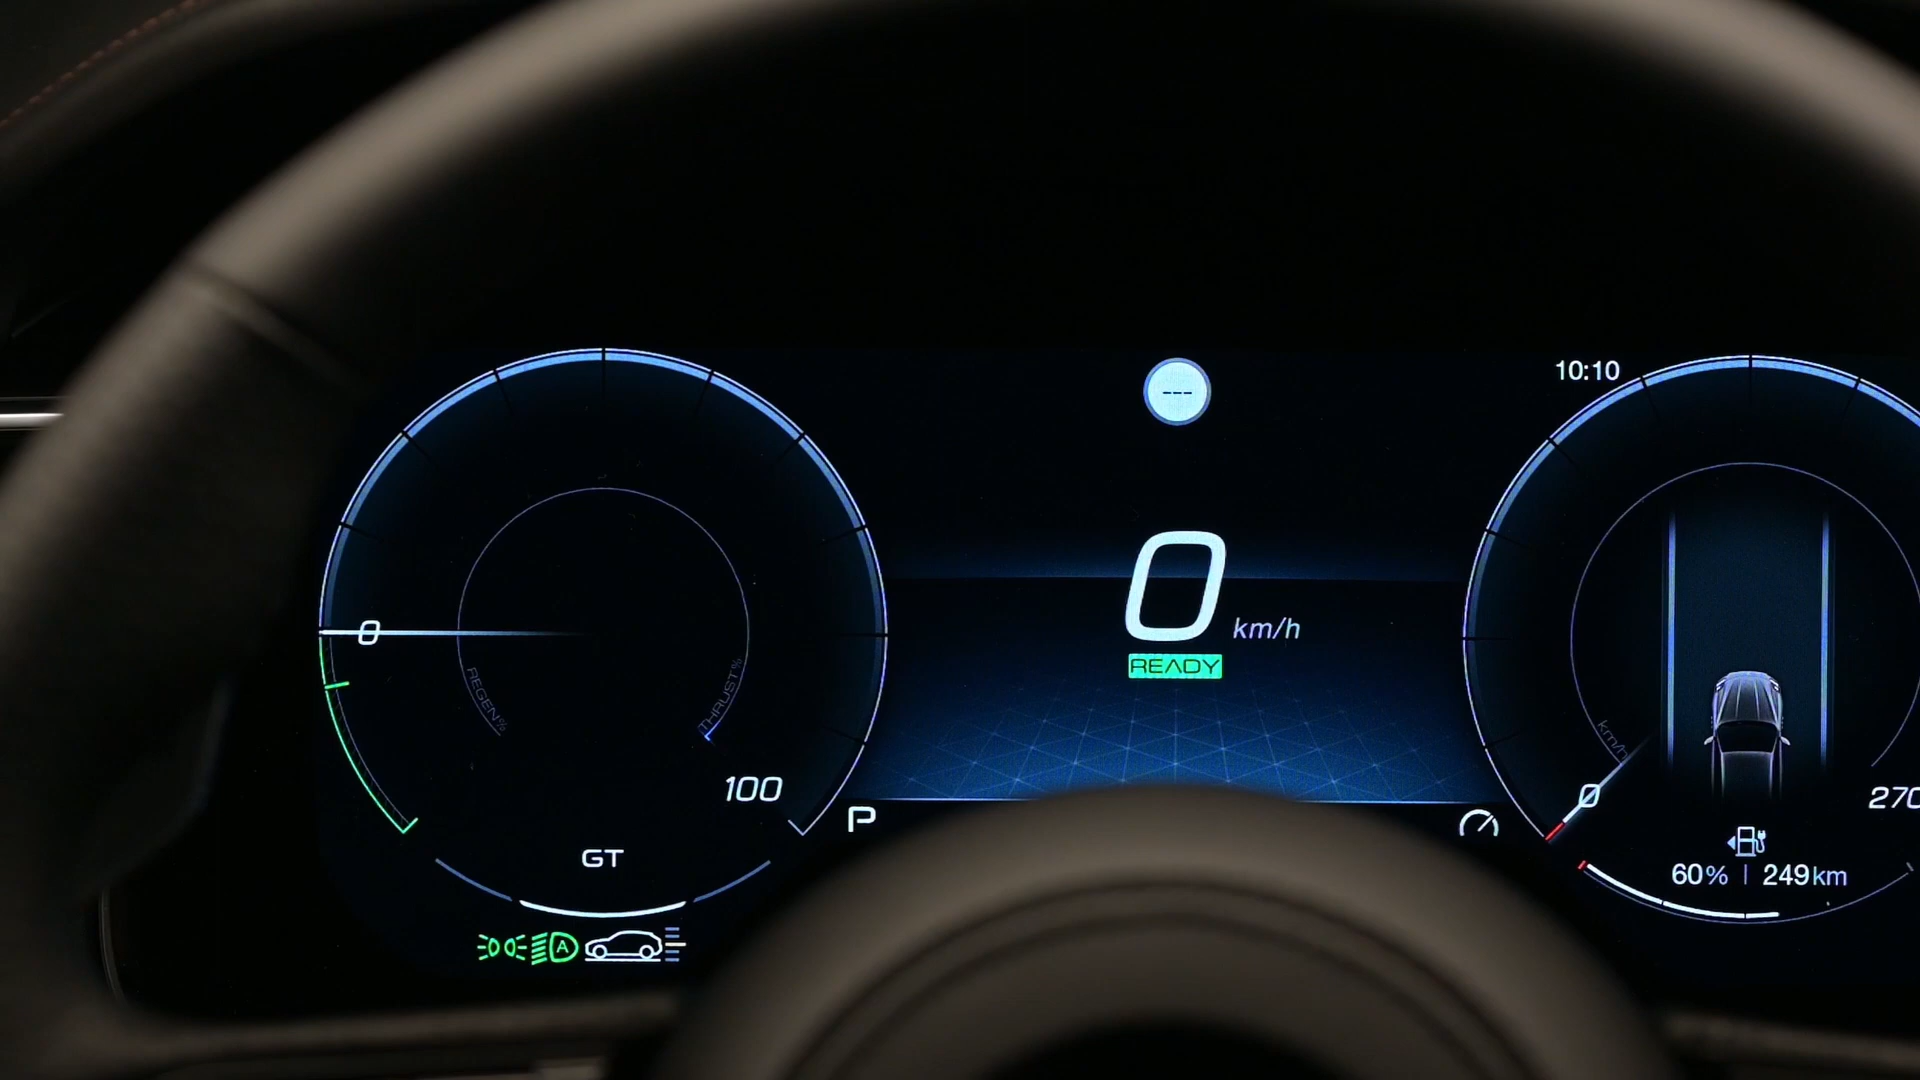 10:10
---
0
0
km/h
READY
REGEN%
THRUST%
km/h
100
0
270
P
GT
60% | 249km
A